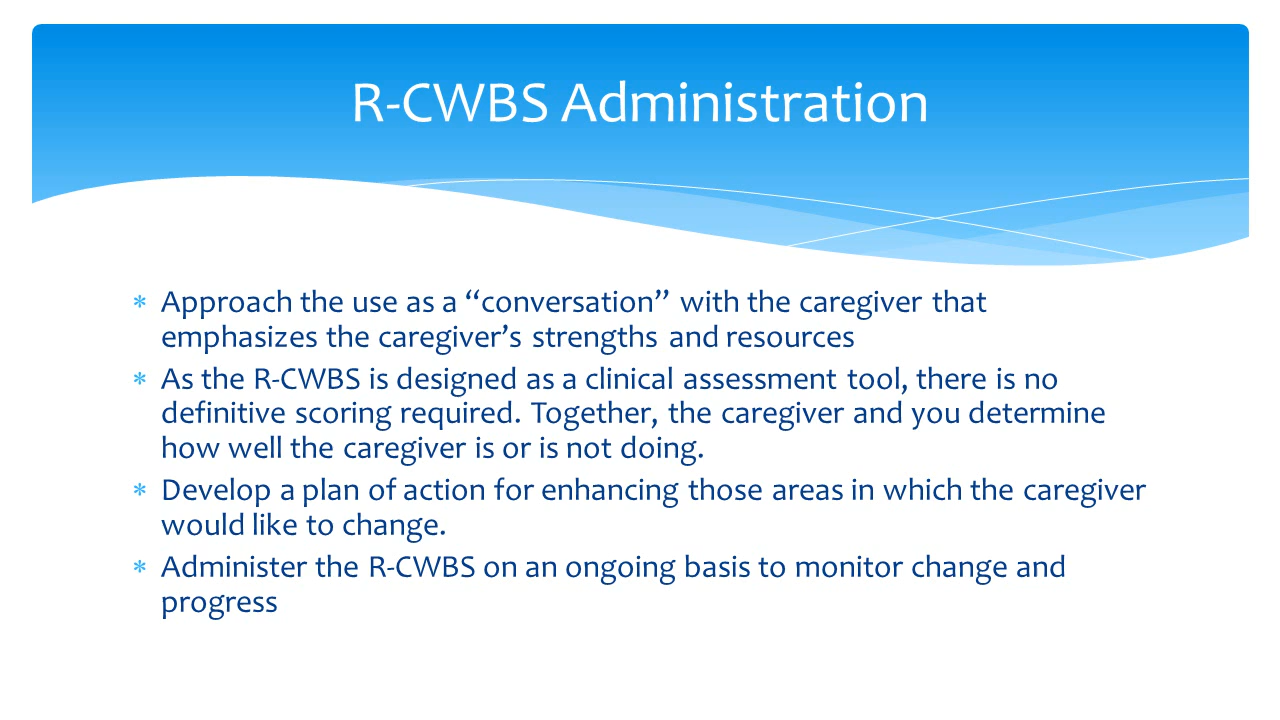 R-CWBS Administration
* Approach the use as a “conversation” with the caregiver that
emphasizes the caregiver’s strengths and resources
* As the R-CWBS is designed as a clinical assessment tool, there is no
definitive scoring required. Together, the caregiver and you determine
how well the caregiver is or is not doing.
* Develop a plan of action for enhancing those areas in which the caregiver
would like to change.
* Administer the R-CWBS on an ongoing basis to monitor change and
progress